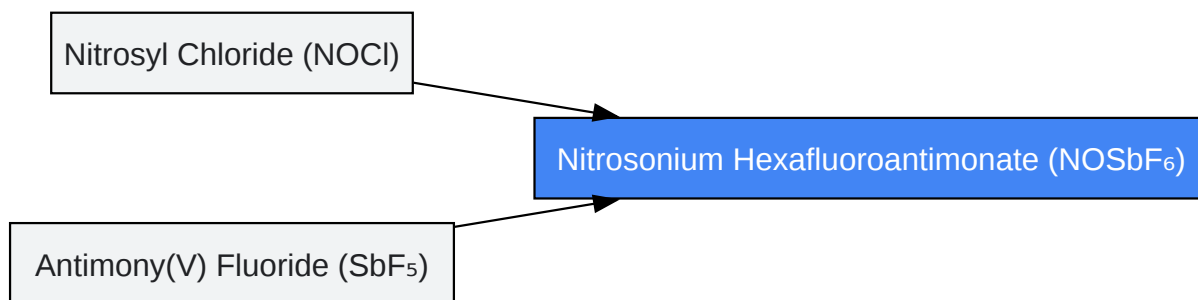 Nitrosyl Chloride (NOCl)
Nitrosonium Hexafluoroantimonate (NOSbF₆)
Antimony(V) Fluoride (SbF₅)